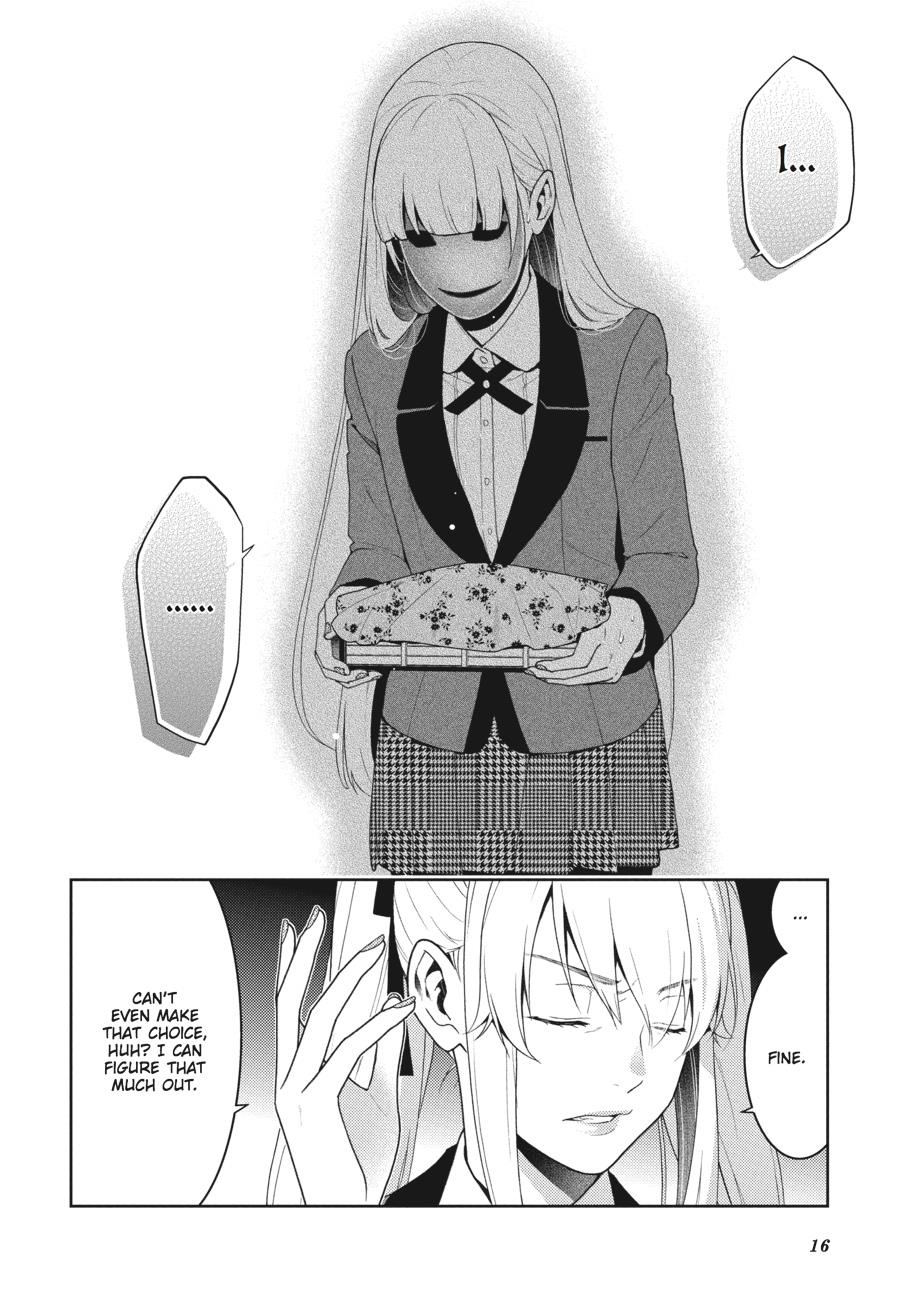 I...
......
...
FINE.
CAN'T
EVEN MAKE
THAT CHOICE,
HUH? I CAN
FIGURE THAT
MUCH OUT.
16